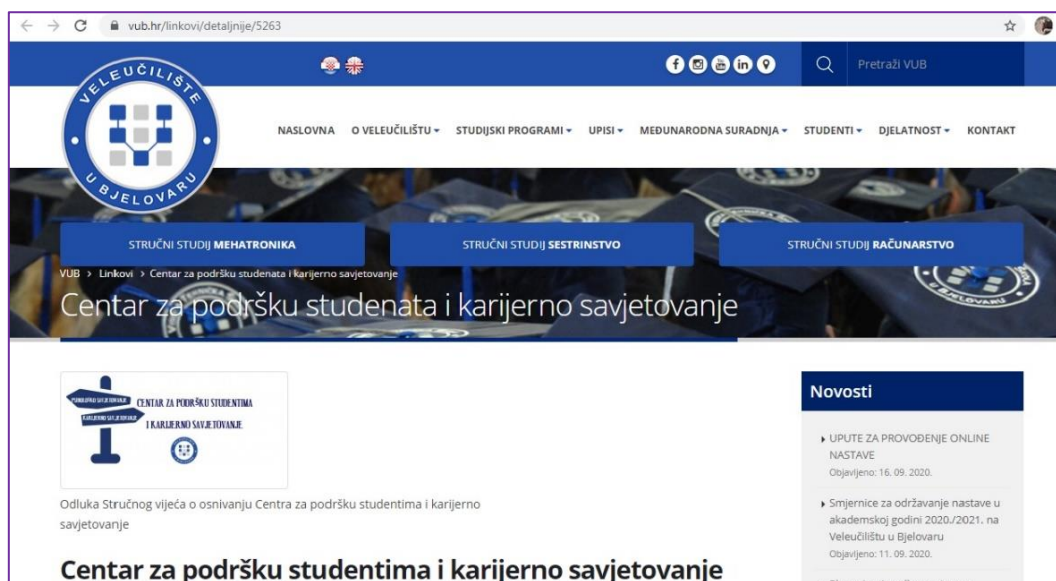 vub.hr/linkovi/detaljnije/5263
Pretraži VUB
VELEUČILIŠTE
U BJELOVARU
NASLOVNA O VELEUČILIŠTU STUDIJSKI PROGRAMI UPISI MEĐUNARODNA SURADNJA STUDENTI DJELATNOST KONTAKT
STRUČNI STUDIJ MEHATRONIKA
STRUČNI STUDIJ SESTRINSTVO
STRUČNI STUDIJ RAČUNARSTVO
VUB > Linkovi > Centar za podršku studenata i karijerno savjetovanje
Centar za podršku studenata i karijerno savjetovanje
CENTAR ZA PODRŠKU STUDENTIMA
I KARIJERNO SAVJETOVANJE
Odluka Stručnog vijeća o osnivanju Centra za podršku studentima i karijerno
savjetovanje
Centar za podršku studentima i karijerno savjetovanje
Novosti
UPUTE ZA PROVOĐENJE ONLINE
NASTAVE
Objavljeno: 16. 09. 2020.
Smjernice za održavanje nastave u
akademskoj godini 2020./2021. na
Veleučilištu u Bjelovaru
Objavljeno: 11. 09. 2020.